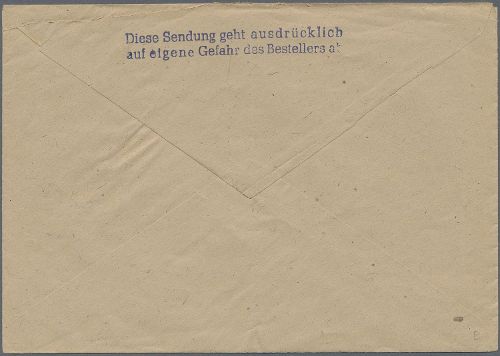 Diese Sendung geht ausdrücklich
auf eigene Gefahr des Bestellers ab